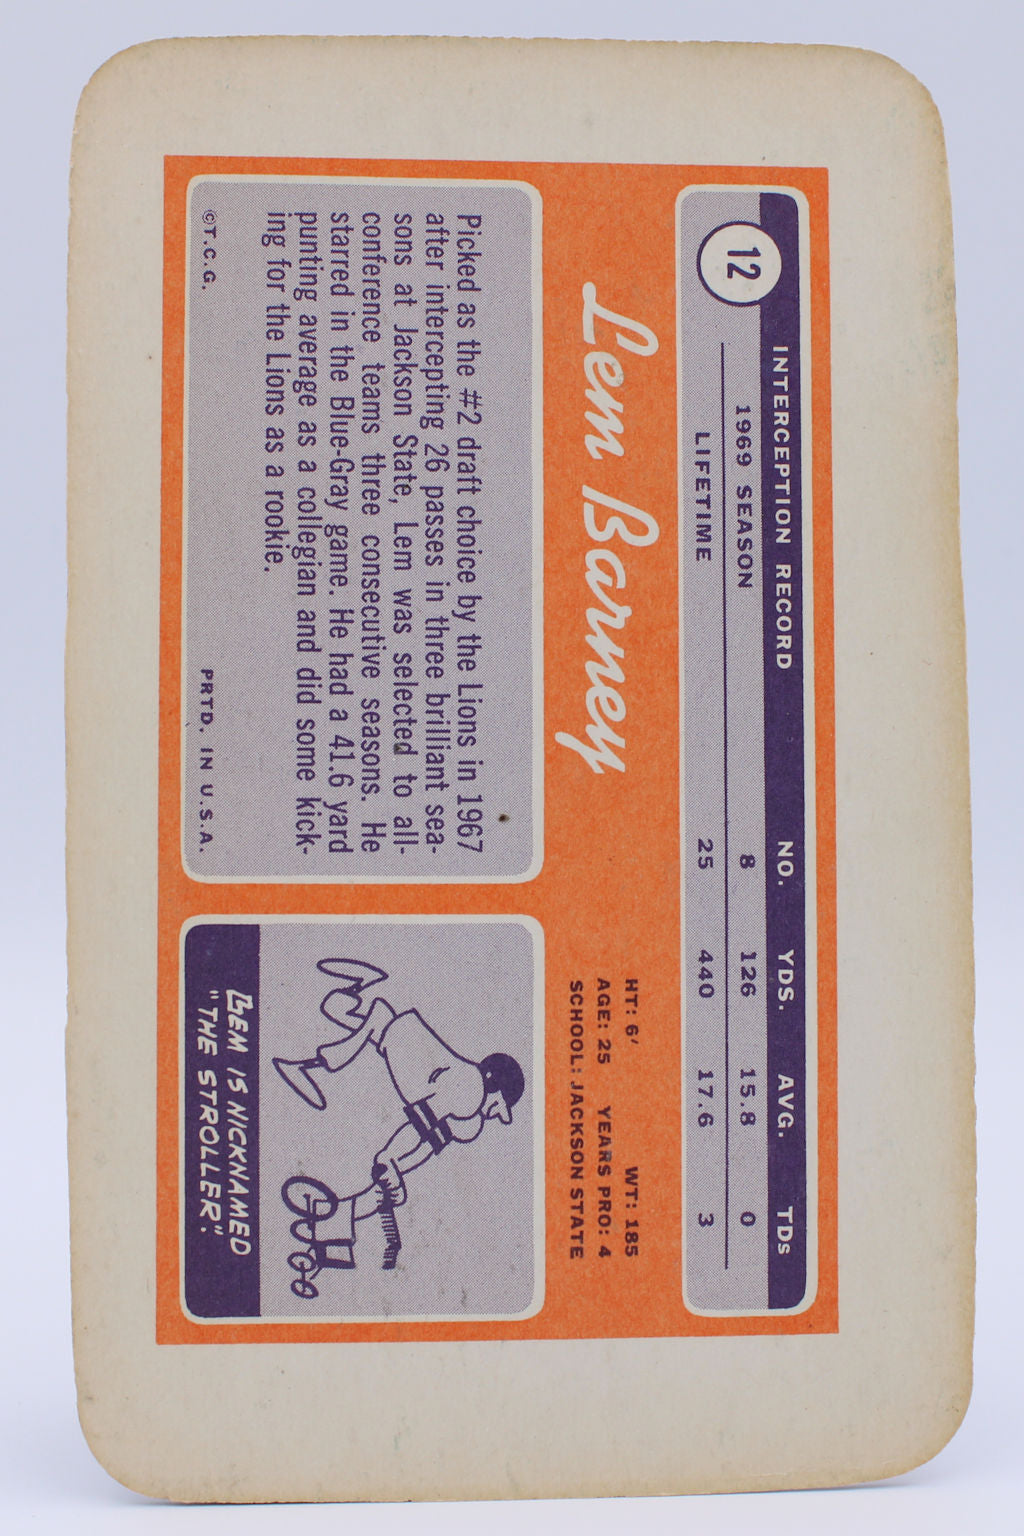 12
INTERCEPTION RECORD NO. YDS. AVG. TDs
1969 SEASON 8 126 15.8 0
LIFETIME 25 440 17.6 3
Lem Barney
HT: 6' WT: 185
AGE: 25 YEARS PRO: 4
SCHOOL: JACKSON STATE
Picked as the #2 draft choice by the Lions in 1967
after intercepting 26 passes in three brilliant sea-
sons at Jackson State, Lem was selected to all-
conference teams three consecutive seasons. He
starred in the Blue-Gray game. He had a 41.6 yard
punting average as a collegian and did some kick-
ing for the Lions as a rookie.
©T.C.G. PRTD. IN U.S.A.
LEM IS NICKNAMED
"THE STROLLER."